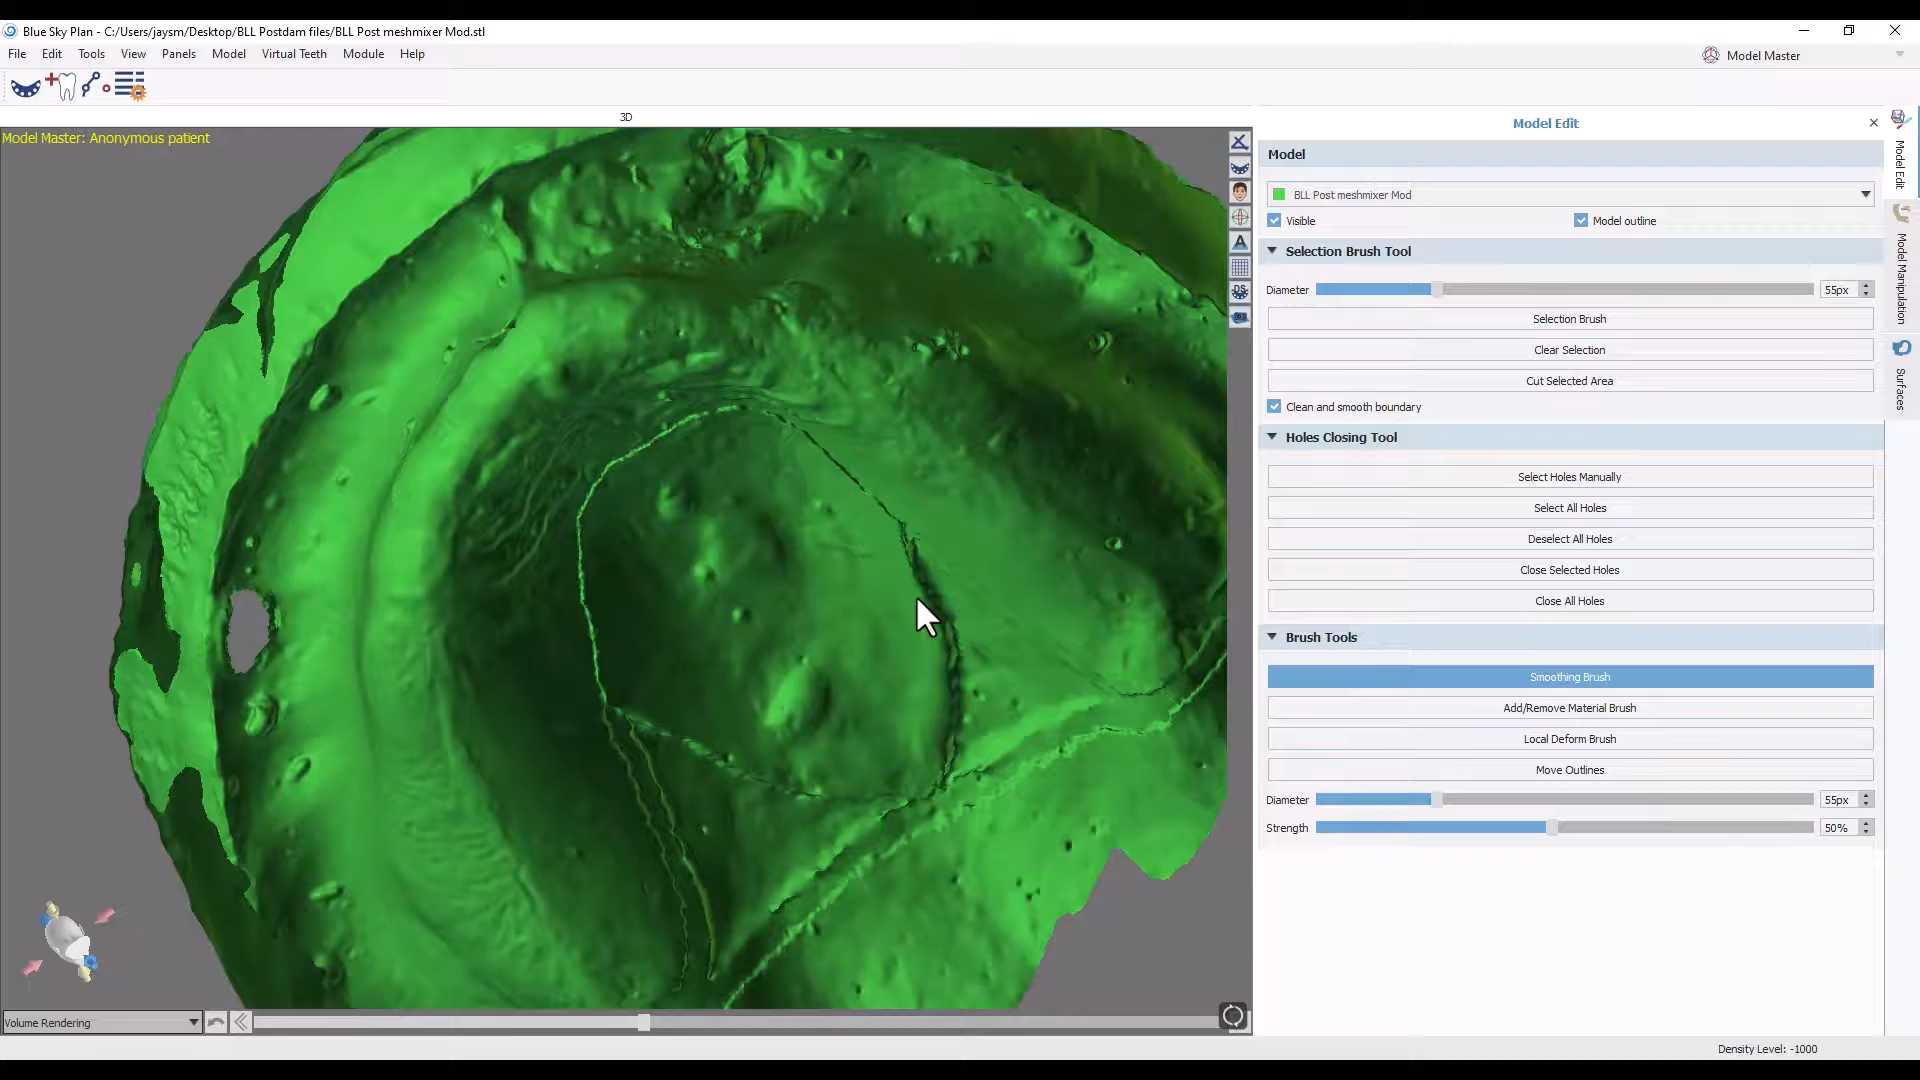 Blue Sky Plan - C:/Users/jaysm/Desktop/BLL Postdam files/BLL Post meshmixer Mod.stl
File Edit Tools View Panels Model Virtual Teeth Module Help
Model Master
3D
Model Master: Anonymous patient
A
DS
Model Edit
Model
BLL Post meshmixer Mod
Visible
Model outline
Selection Brush Tool
Diameter 55px
Selection Brush
Clear Selection
Cut Selected Area
Clean and smooth boundary
Holes Closing Tool
Select Holes Manually
Select All Holes
Deselect All Holes
Close Selected Holes
Close All Holes
Brush Tools
Smoothing Brush
Add/Remove Material Brush
Local Deform Brush
Move Outlines
Diameter 55px
Strength 50%
Model Edit
Model Manipulation
Surfaces
Volume Rendering
Density Level: -1000